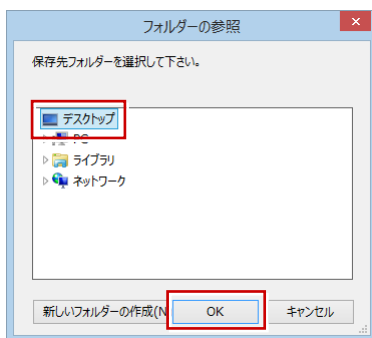 フォルダーの参照
保存先フォルダーを選択して下さい。
デスクトップ
PC
ライブラリ
ネットワーク
新しいフォルダーの作成(N
OK
キャンセル